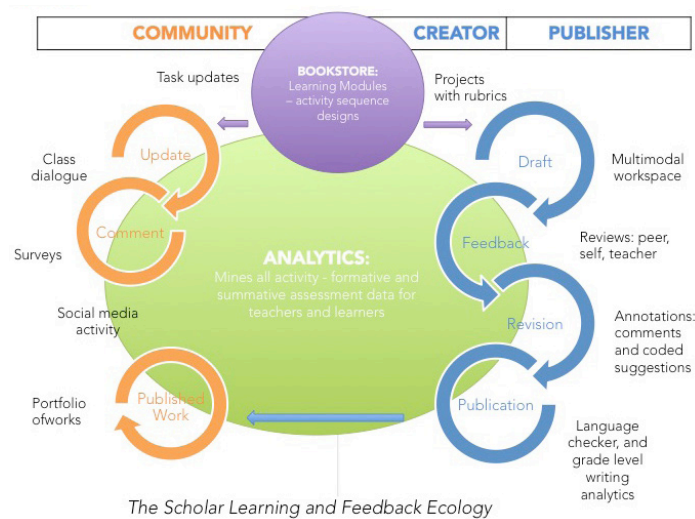 COMMUNITY
CREATOR
PUBLISHER
BOOKSTORE:
Learning Modules
– activity sequence
designs
Task updates
Projects
with rubrics
Update
Class
dialogue
Comment
Surveys
Social media
activity
Published
Work
Portfolio
ofworks
ANALYTICS:
Mines all activity - formative and
summative assessment data for
teachers and learners
Draft
Multimodal
workspace
Feedback
Reviews: peer,
self, teacher
Revision
Annotations:
comments
and coded
suggestions
Publication
Language
checker, and
grade level
writing
analytics
The Scholar Learning and Feedback Ecology